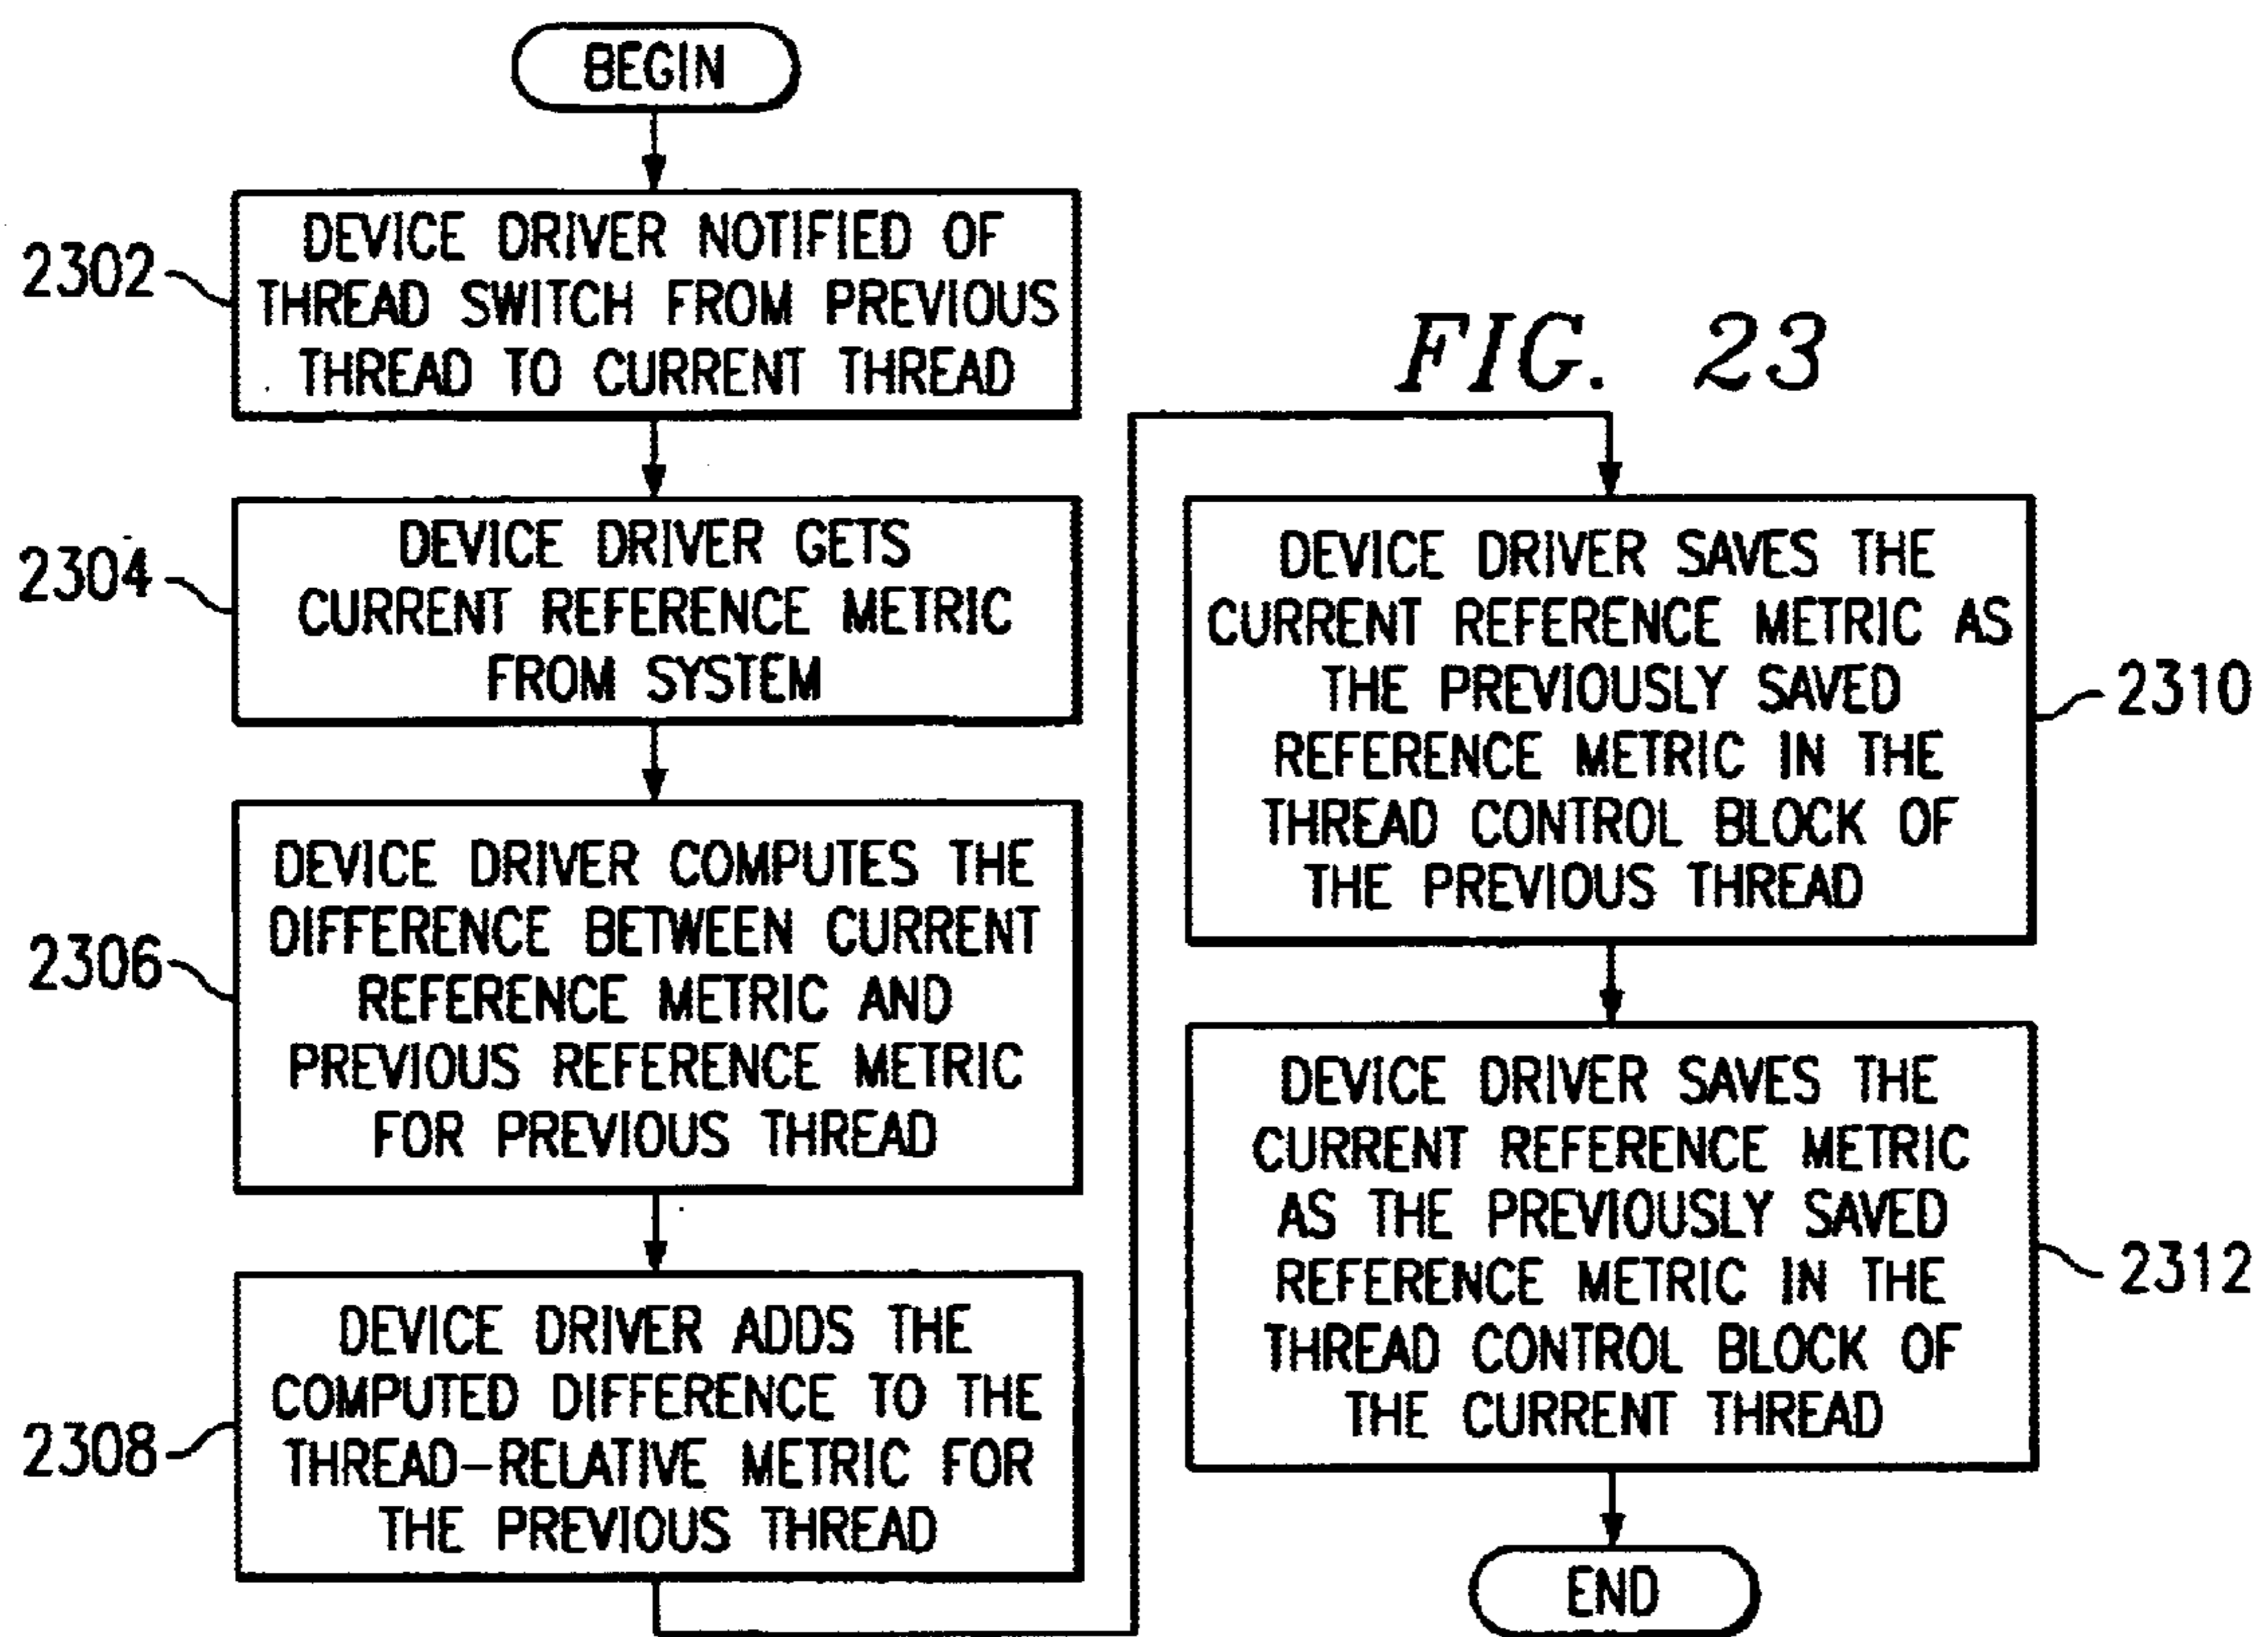 BEGIN
2302
DEVICE DRIVER NOTIFIED OF
THREAD SWITCH FROM PREVIOUS
THREAD TO CURRENT THREAD
2304
DEVICE DRIVER GETS
CURRENT REFERENCE METRIC
FROM SYSTEM
2306
DEVICE DRIVER COMPUTES THE
DIFFERENCE BETWEEN CURRENT
REFERENCE METRIC AND
PREVIOUS REFERENCE METRIC
FOR PREVIOUS THREAD
2308
DEVICE DRIVER ADDS THE
COMPUTED DIFFERENCE TO THE
THREAD-RELATIVE METRIC FOR
THE PREVIOUS THREAD
FIG. 23
DEVICE DRIVER SAVES THE
CURRENT REFERENCE METRIC AS
THE PREVIOUSLY SAVED
REFERENCE METRIC IN THE
THREAD CONTROL BLOCK OF
THE PREVIOUS THREAD
2310
DEVICE DRIVER SAVES THE
CURRENT REFERENCE METRIC
AS THE PREVIOUSLY SAVED
REFERENCE METRIC IN THE
THREAD CONTROL BLOCK OF
THE CURRENT THREAD
2312
END